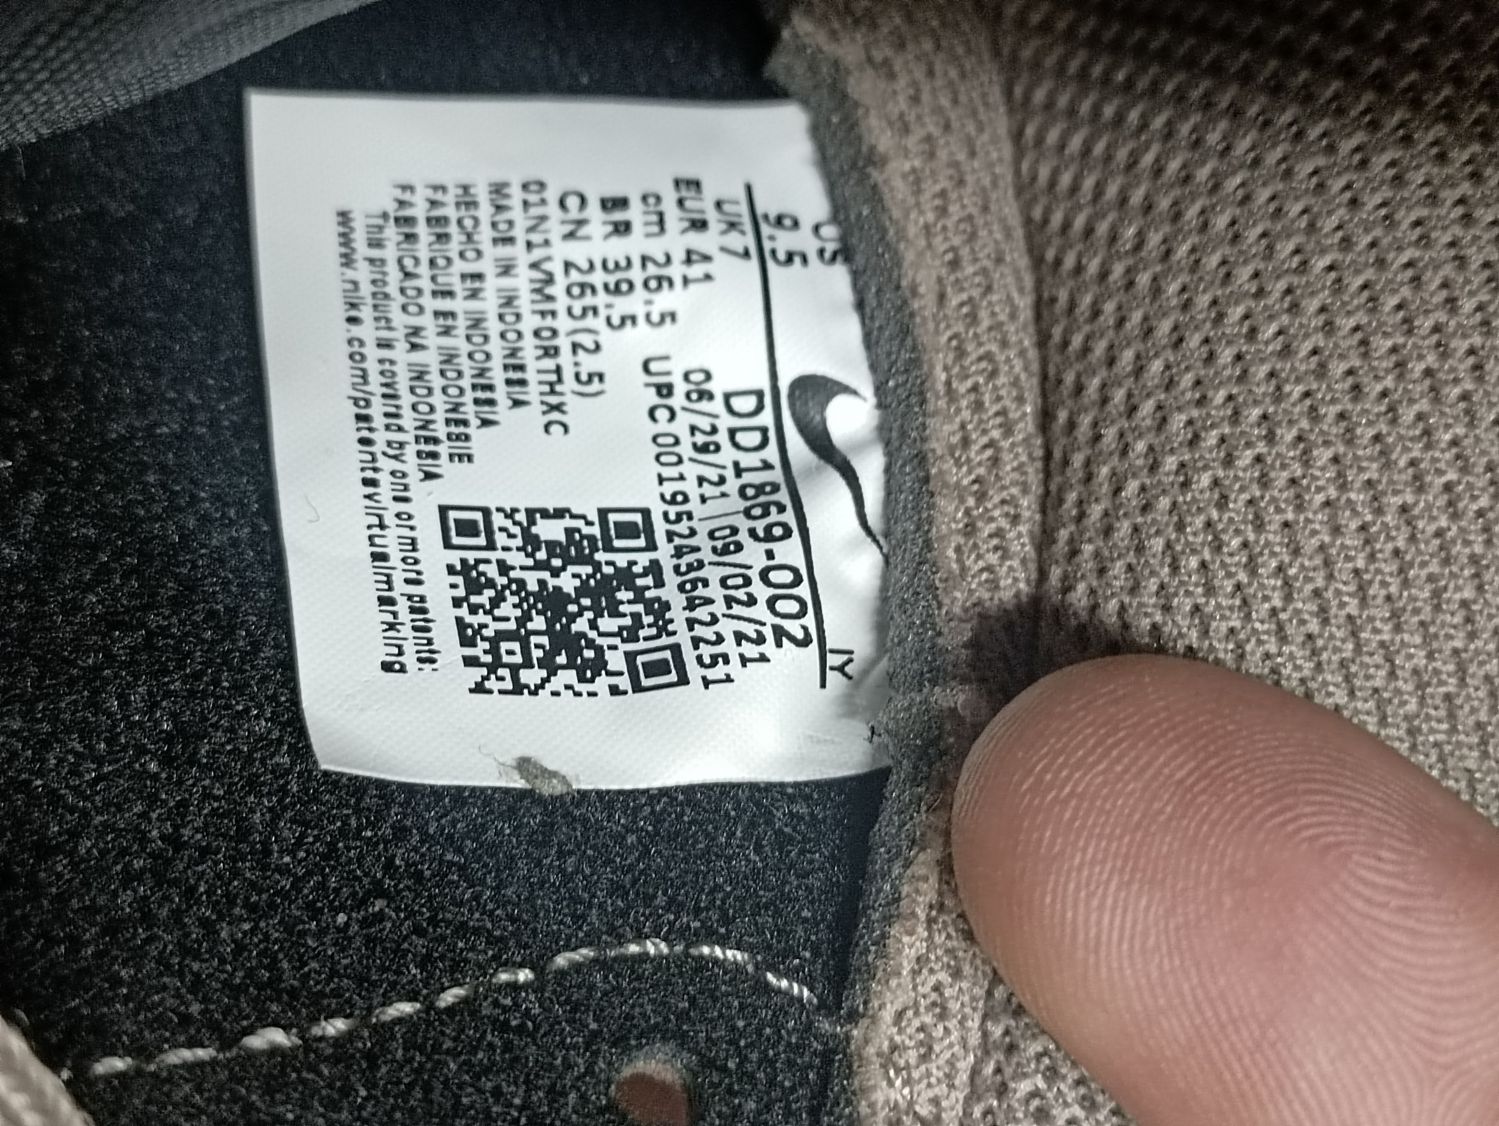 US
9.5
IY
UK 7
DD1869-002
EUR 41
06/29/21 | 09/02/21
cm 26.5
UPC 00195243642251
BR 39.5
CN 265(2.5)
01N1VMFORTHXC
MADE IN INDONESIA
HECHO EN INDONESIA
FABRIQUE EN INDONESIE
FABRICADO NA INDONÉSIA
This product is covered by one or more patents:
www.nike.com/patentsvirtualmarking